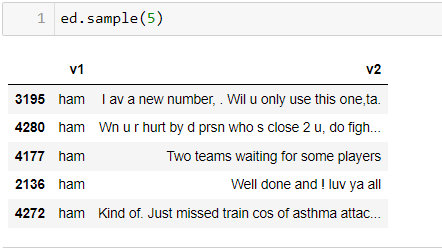 1 ed.sample(5)
v1 v2
3195 ham I av a new number, . Wil u only use this one,ta.
4280 ham Wn u r hurt by d prsn who s close 2 u, do figh...
4177 ham Two teams waiting for some players
2136 ham Well done and ! luv ya all
4272 ham Kind of. Just missed train cos of asthma attac...